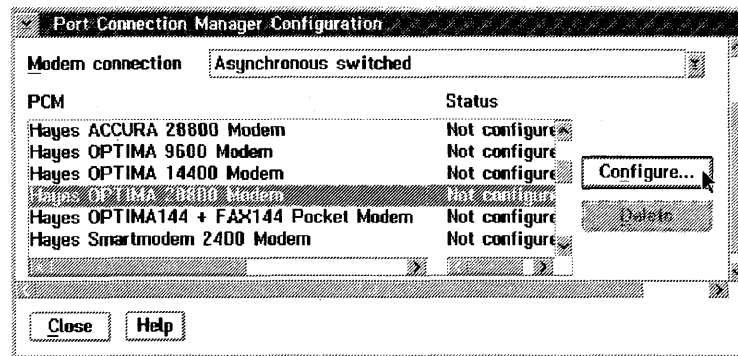 Port Connection Manager Configuration
Modem connection Asynchronous switched
PCM Status
Hayes ACCURA 28800 Modem Not configure
Hayes OPTIMA 9600 Modem Not configure
Hayes OPTIMA 14400 Modem Not configure
Configure...
Hayes OPTIMA 28800 Modem Not configure
Hayes OPTIMA144 + FAX144 Pocket Modem Not configure
Delete
Hayes Smartmodem 2400 Modem Not configure
Close Help